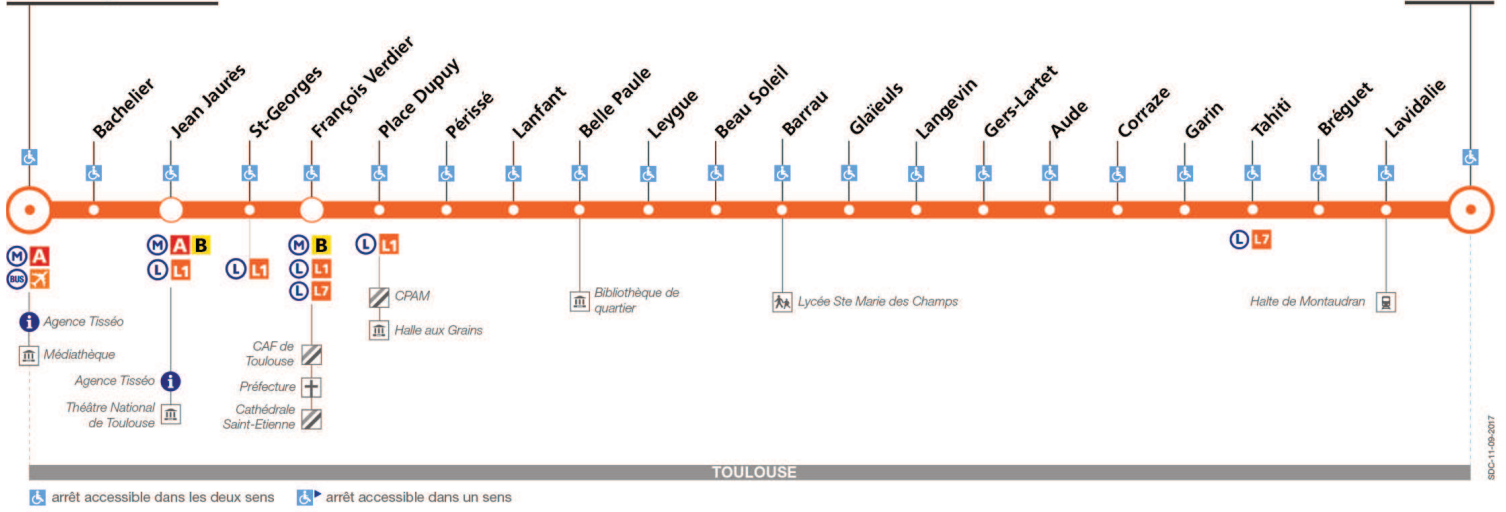 Bachelier
Jean Jaurès
St-Georges
François Verdier
Place Dupuy
Périssé
Lanfant
Belle Paule
Leygue
Beau Soleil
Barrau
Glaïeuls
Langevin
Gers-Lartet
Aude
Corraze
Garin
Tahiti
Bréguet
Lavidalie
M A
BUS
Agence Tisséo
Médiathèque
M A B
L L1
Agence Tisséo
Théâtre National
de Toulouse
L L1
M B
L L1
L L7
CAF de
Toulouse
Préfecture
Cathédrale
Saint-Etienne
L L1
CPAM
Halle aux Grains
Bibliothèque de
quartier
Lycée Ste Marie des Champs
L L7
Halte de Montaudran
TOULOUSE
arrêt accessible dans les deux sens
arrêt accessible dans un sens
SDC-11-09-2017